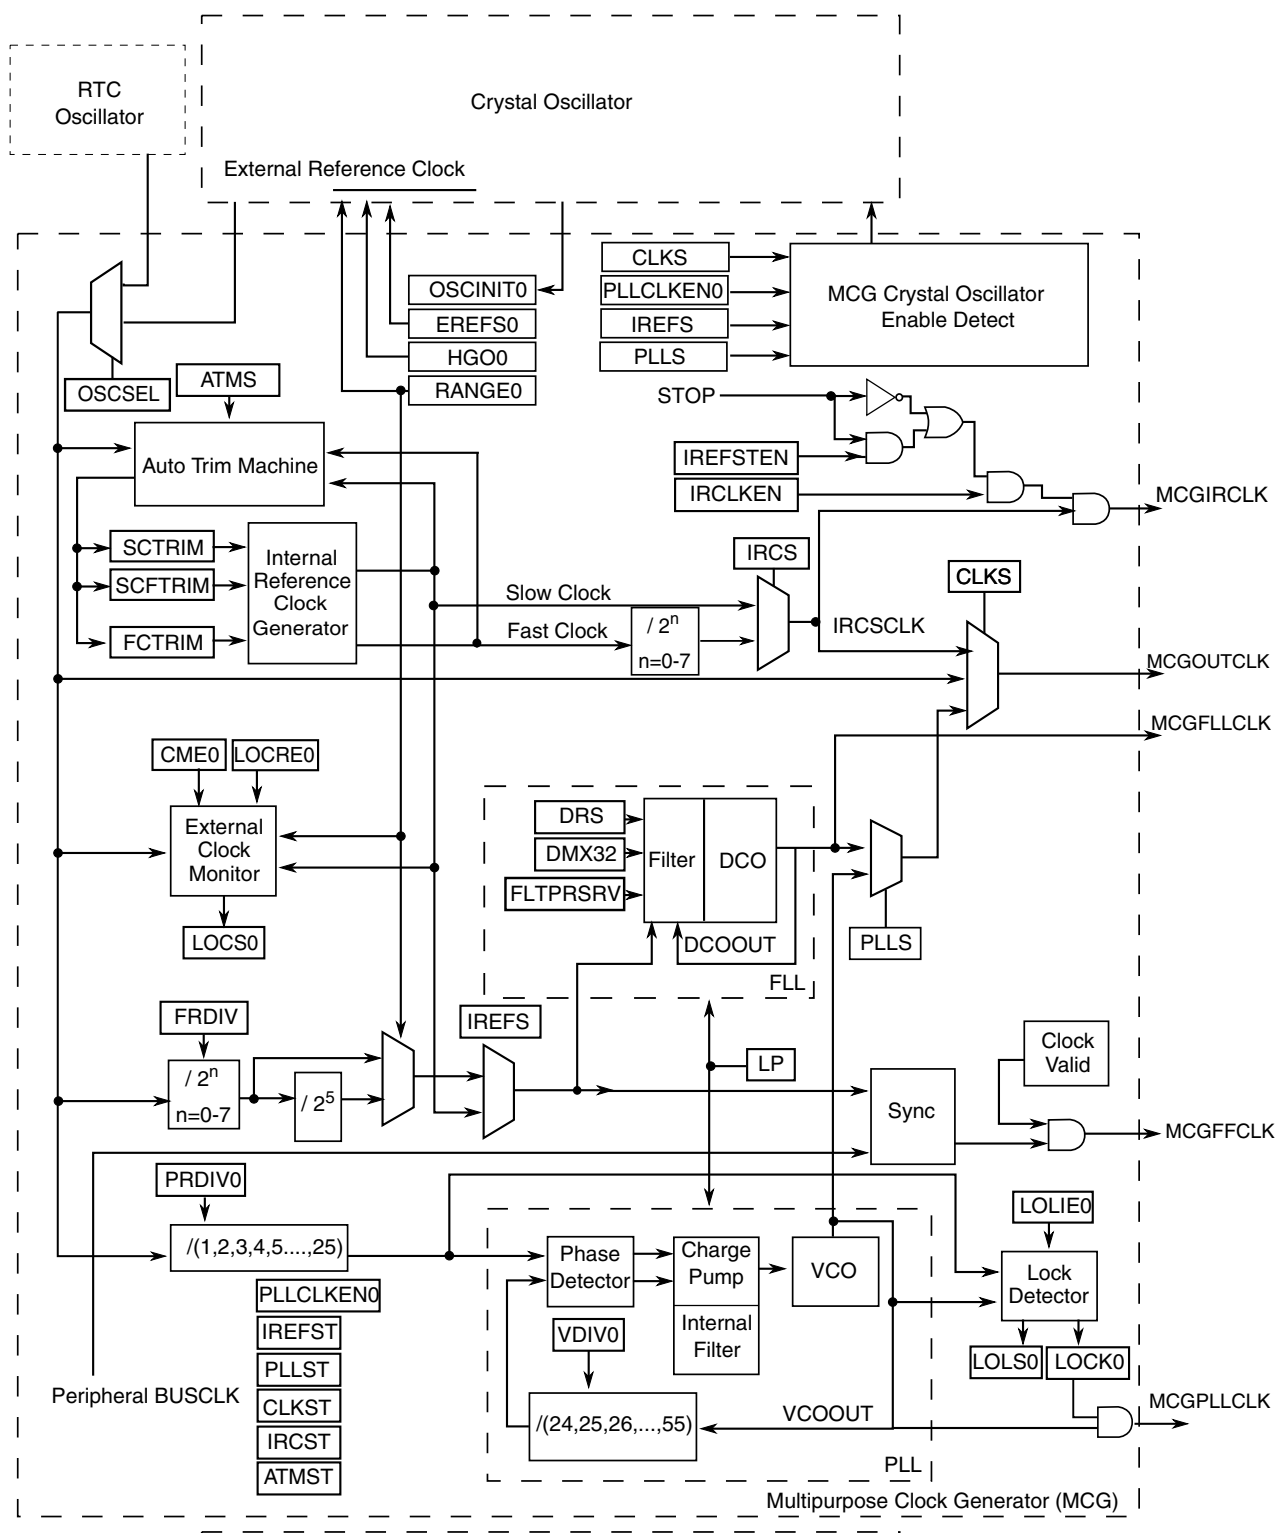 RTC
Oscillator
Crystal Oscillator
External Reference Clock
CLKS
OSCINIT0
PLLCLKEN0
MCG Crystal Oscillator
Enable Detect
EREFS0
IREFS
HGO0
PLLS
OSCSEL
ATMS
RANGE0
STOP
Auto Trim Machine
IREFSTEN
IRCLKEN
MCGIRCLK
SCTRIM
SCFTRIM
FCTRIM
Internal
Reference
Clock
Generator
IRCS
CLKS
Slow Clock
Fast Clock
/ 2^n
n=0-7
IRCSCLK
MCGOUTCLK
MCGFLLCLK
CME0
LOCRE0
External
Clock
Monitor
LOCS0
DRS
DMX32
FLTPRSRV
Filter
DCO
DCOOUT
FLL
PLLS
FRDIV
/ 2^n
n=0-7
/ 2^5
IREFS
LP
Clock
Valid
Sync
MCGFFCLK
PRDIV0
/(1,2,3,4,5....,25)
Phase
Detector
Charge
Pump
Internal
Filter
VCO
LOLIE0
Lock
Detector
LOLS0
LOCK0
PLLCLKEN0
IREFST
PLLST
CLKST
IRCST
ATMST
VDIV0
Peripheral BUSCLK
/(24,25,26,...,55)
VCOOUT
MCGPLLCLK
PLL
Multipurpose Clock Generator (MCG)